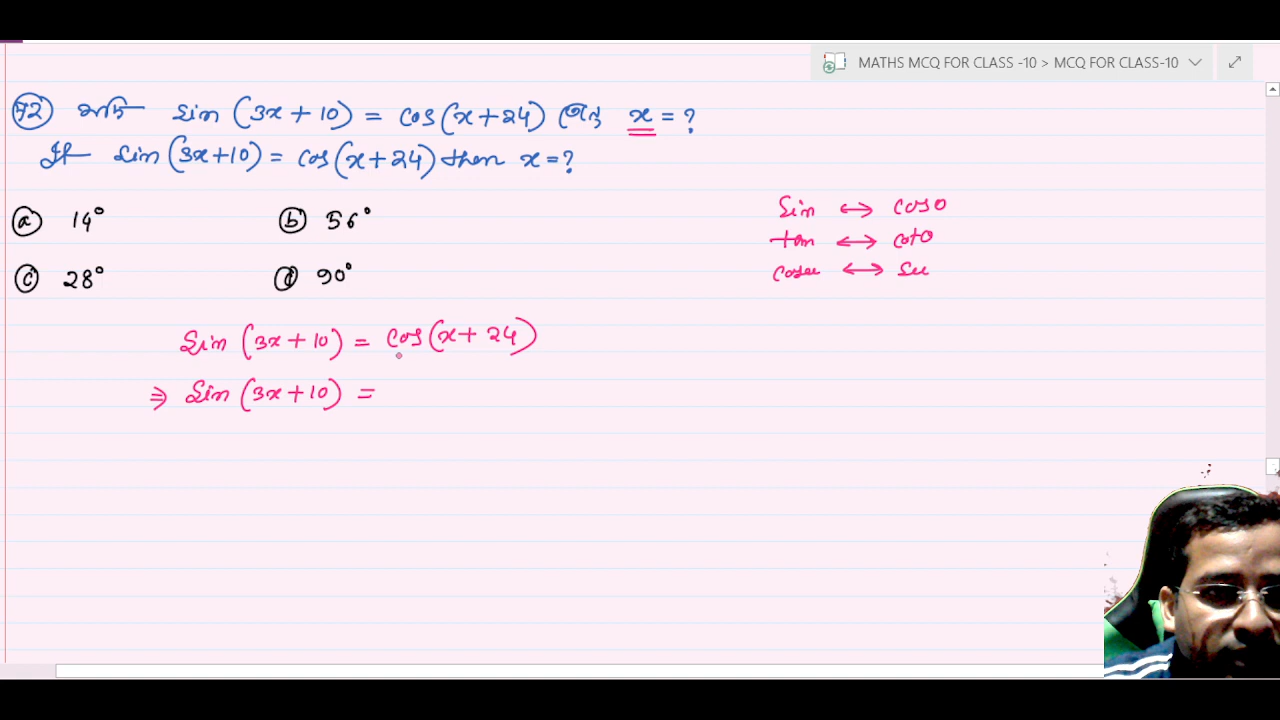 MATHS MCQ FOR CLASS -10 > MCQ FOR CLASS-10
92 যদি Sin (3x + 10) = cos (x + 24) x = ?
If Sin (3x+10) = cos (x + 24) then x = ?
a 14° b 56°
c 28° d 90°
Sin ↔ cosθ
tan ↔ cotθ
cosec ↔ Sec
Sin (3x + 10) = cos (x + 24)
⇒ Sin (3x + 10) =